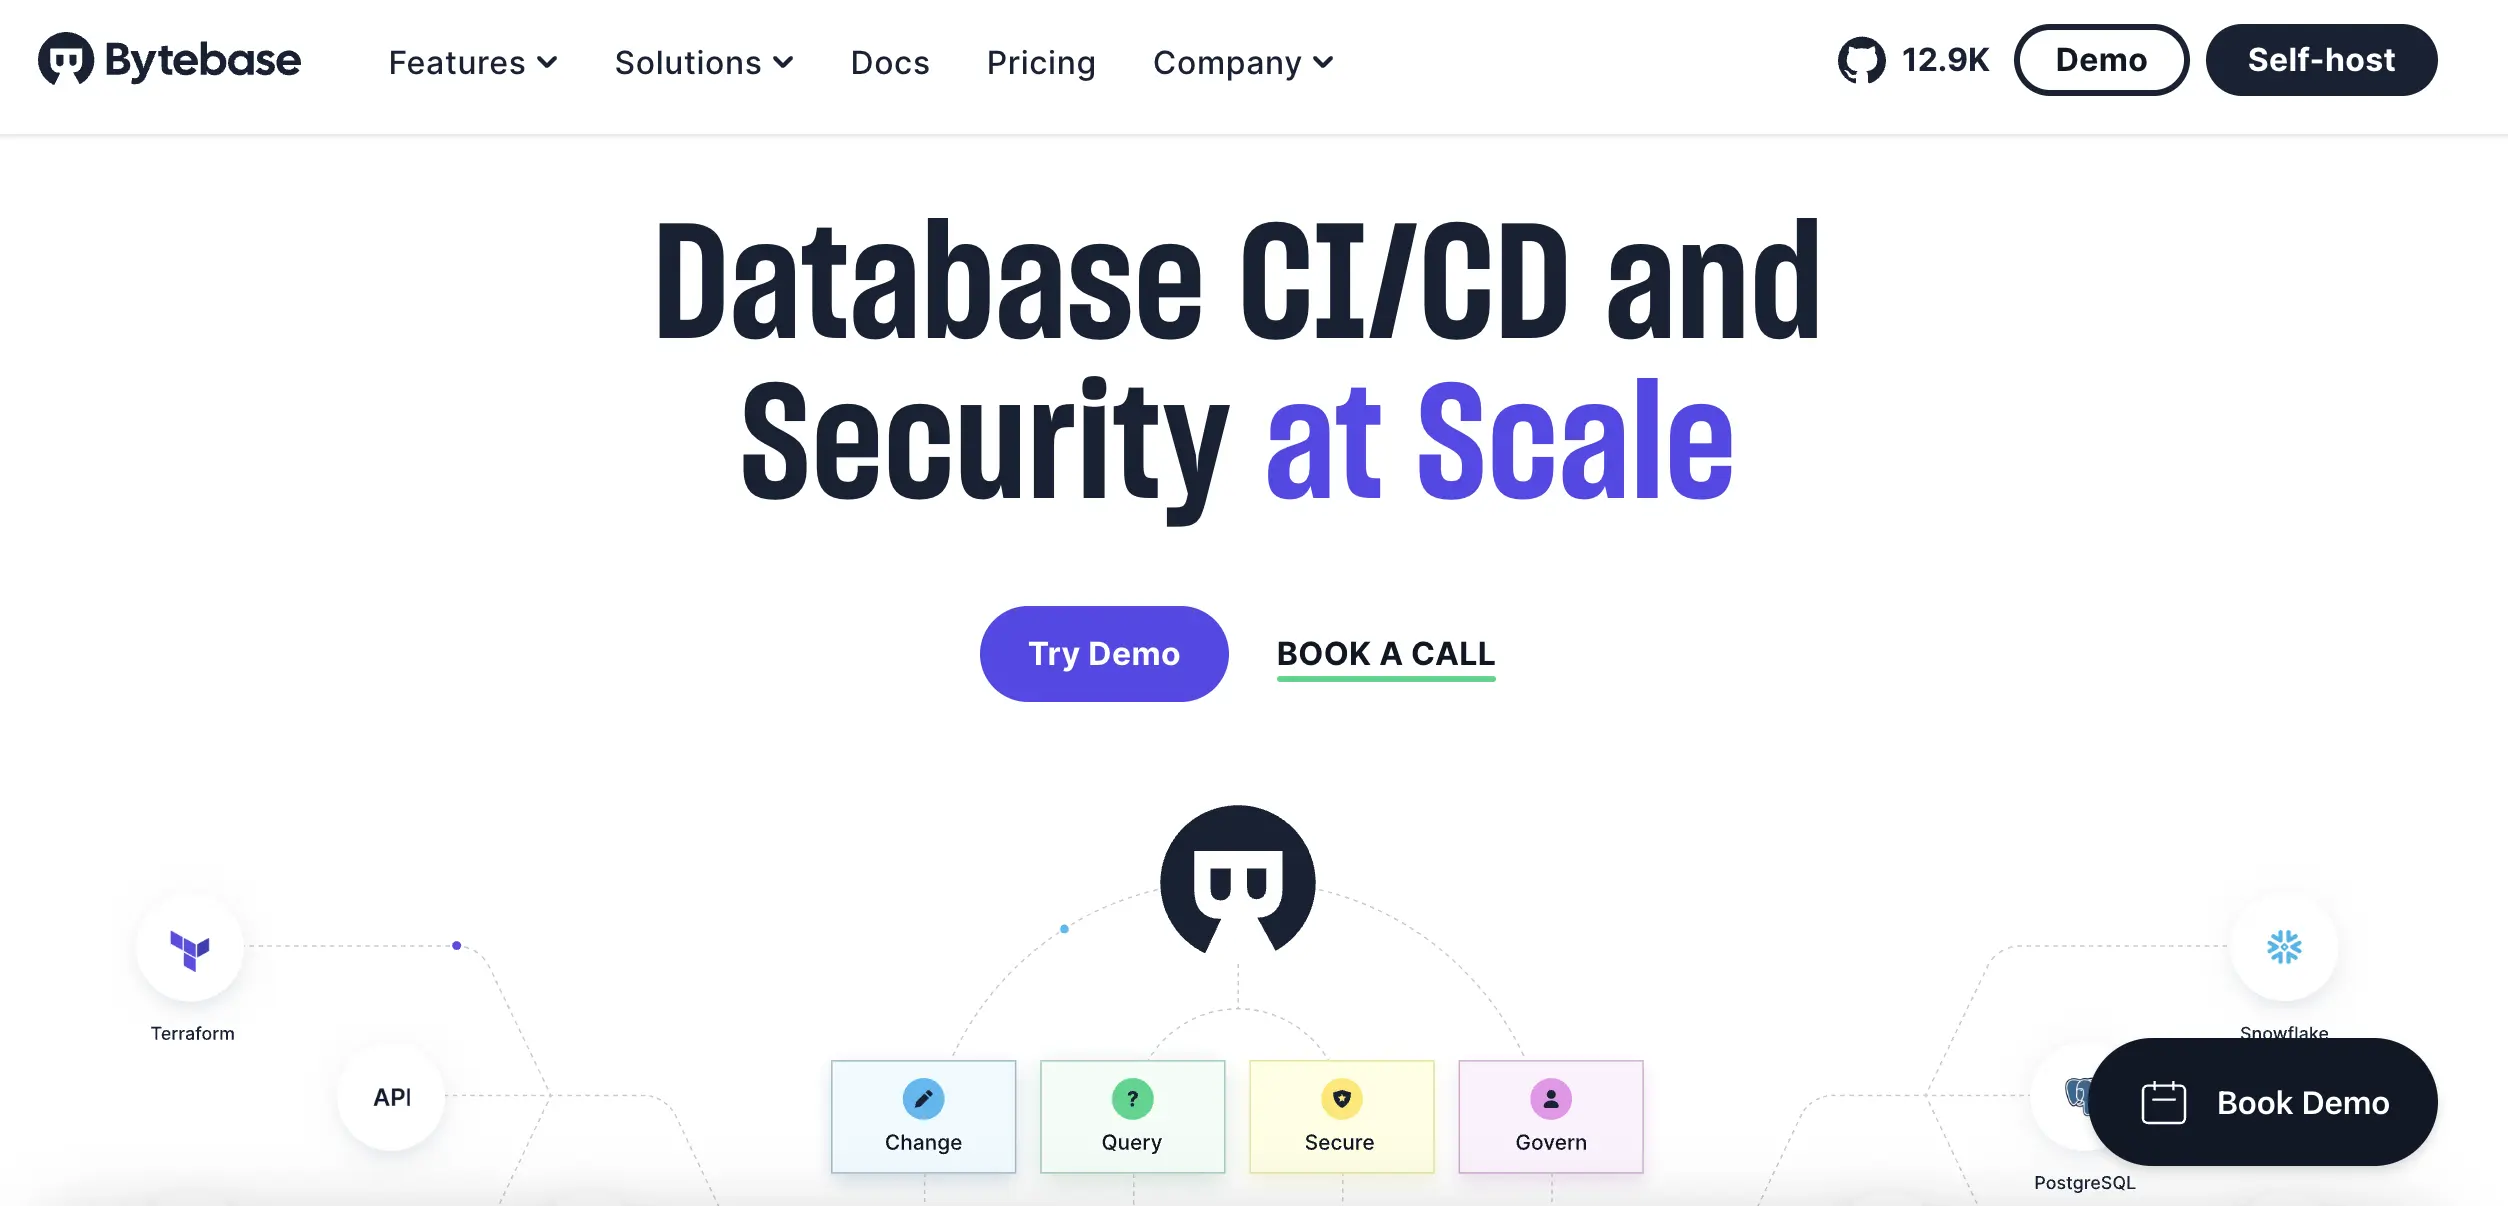 Bytebase Features Solutions Docs Pricing Company 12.9K Demo Self-host
Database CI/CD and
Security at Scale
Try Demo BOOK A CALL
Terraform
Snowflake
API
Change Query Secure Govern
Book Demo
PostgreSQL